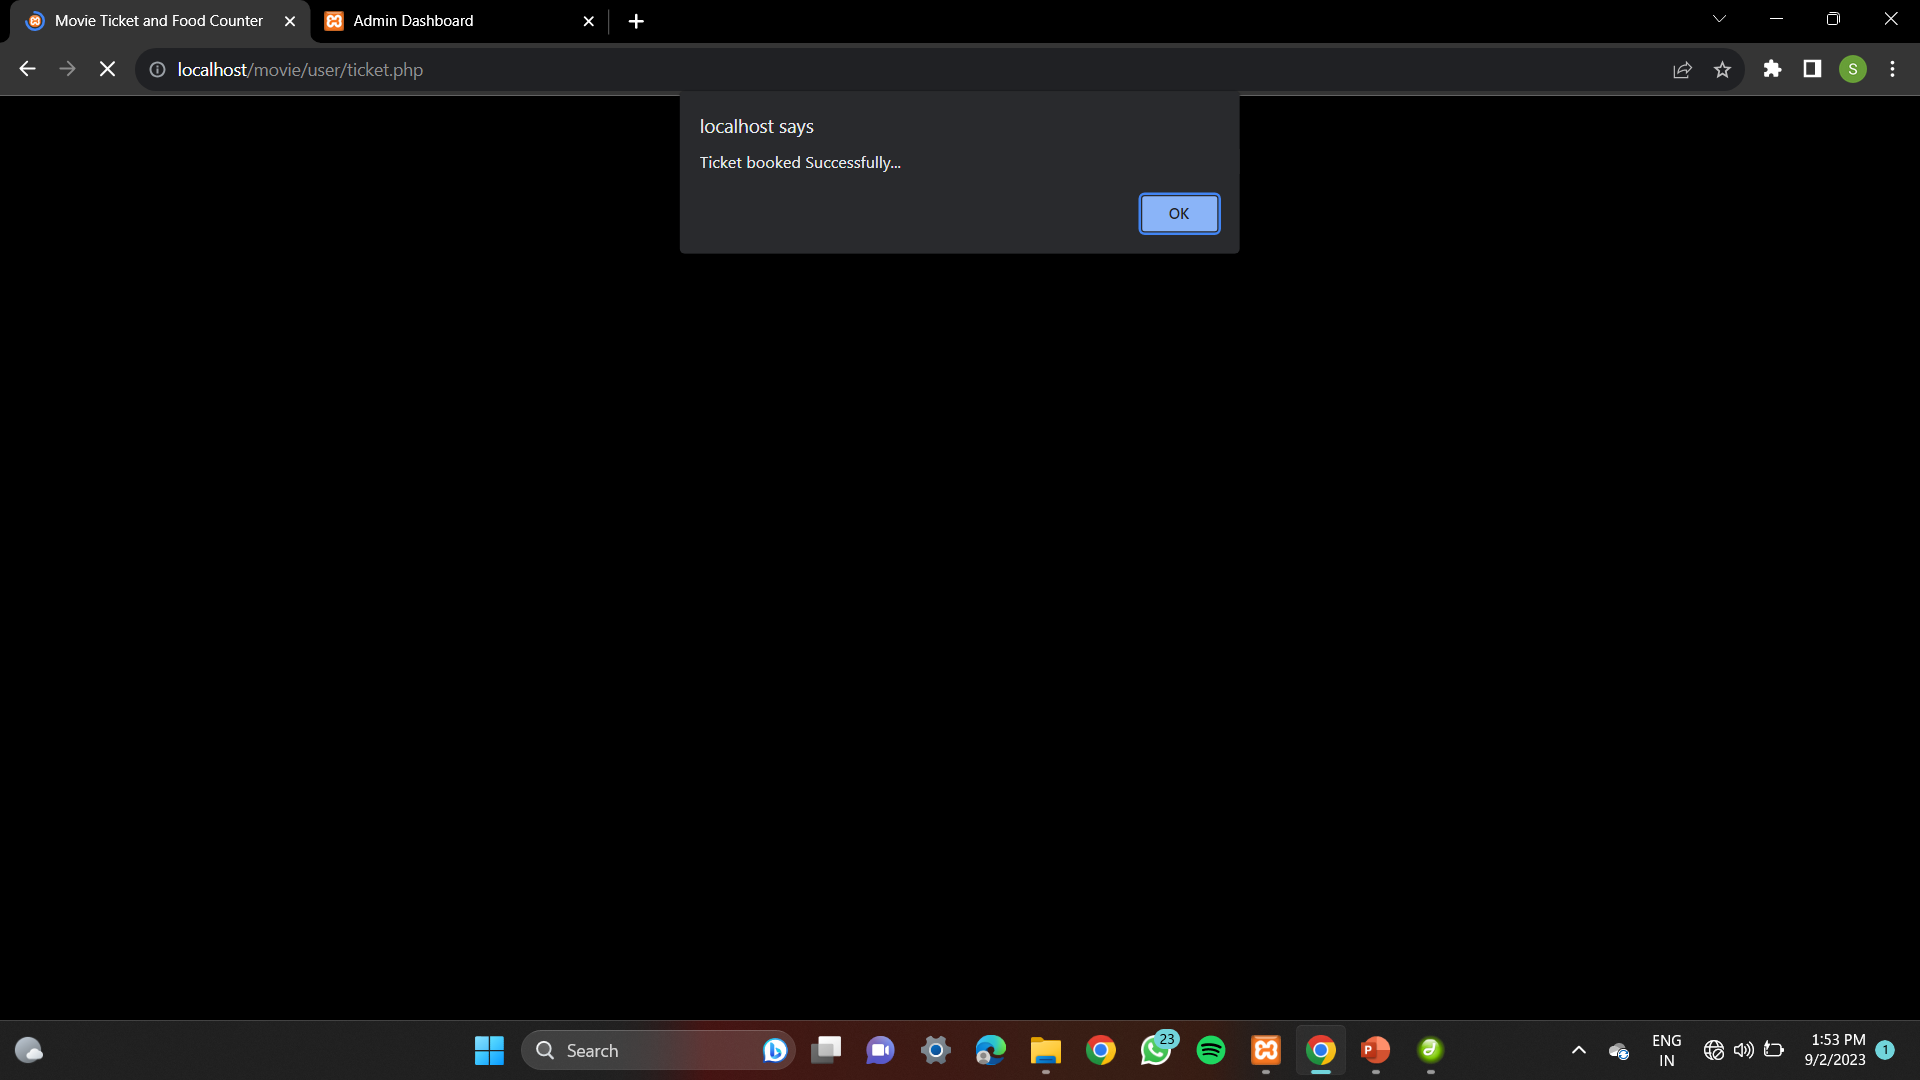 Movie Ticket and Food Counter
Admin Dashboard
localhost/movie/user/ticket.php
S
localhost says
Ticket booked Successfully...
OK
Search
23
P
ENG
IN
1:53 PM
9/2/2023
1